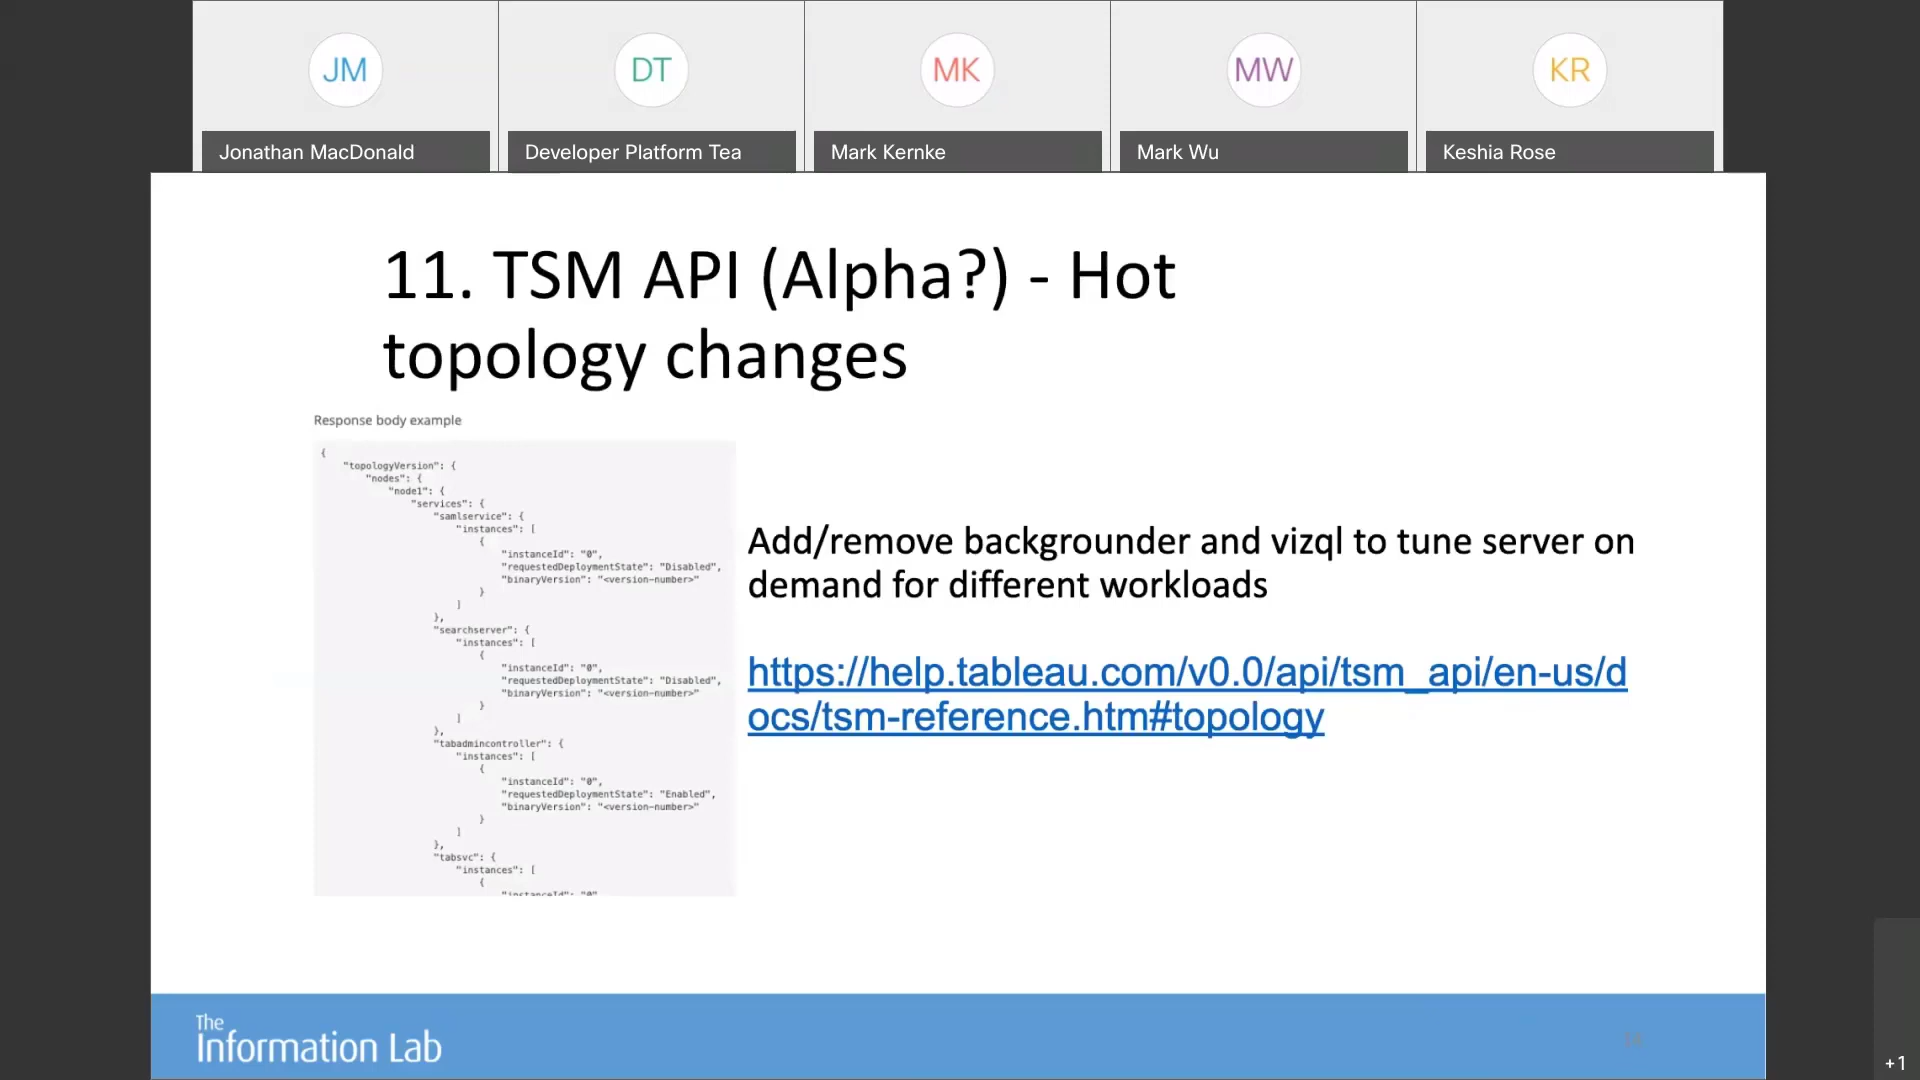 JM
DT
MK
MW
KR
Jonathan MacDonald
Developer Platform Tea
Mark Kernke
Mark Wu
Keshia Rose
11. TSM API (Alpha?) - Hot
topology changes
Response body example
{
"topologyVersion": {
"nodes": {
"node1": {
"services": {
"samlservice": {
"instances": [
{
"instanceId": "0",
"requestedDeploymentState": "Disabled",
"binaryVersion": "<version-number>"
}
]
},
"searchserver": {
"instances": [
{
"instanceId": "0",
"requestedDeploymentState": "Disabled",
"binaryVersion": "<version-number>"
}
]
},
"tabadmincontroller": {
"instances": [
{
"instanceId": "0",
"requestedDeploymentState": "Enabled",
"binaryVersion": "<version-number>"
}
]
},
"tabsvc": {
"instances": [
{
"instanceId": "0"
Add/remove backgrounder and vizql to tune server on
demand for different workloads
https://help.tableau.com/v0.0/api/tsm_api/en-us/d
ocs/tsm-reference.htm#topology
The
Information Lab
+1